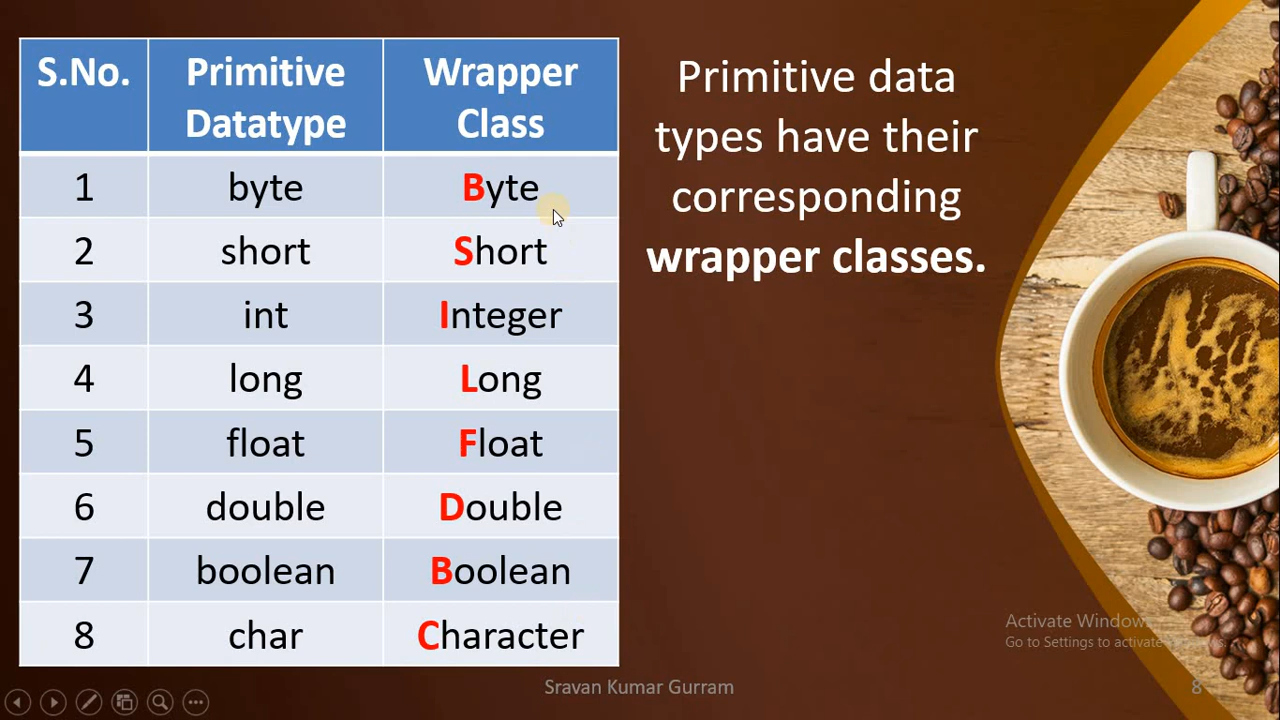 S.No. Primitive Datatype Wrapper Class
1 byte Byte
2 short Short
3 int Integer
4 long Long
5 float Float
6 double Double
7 boolean Boolean
8 char Character
Primitive data
types have their
corresponding
wrapper classes.
Activate Windows
Go to Settings to activate Windows.
Sravan Kumar Gurram
8